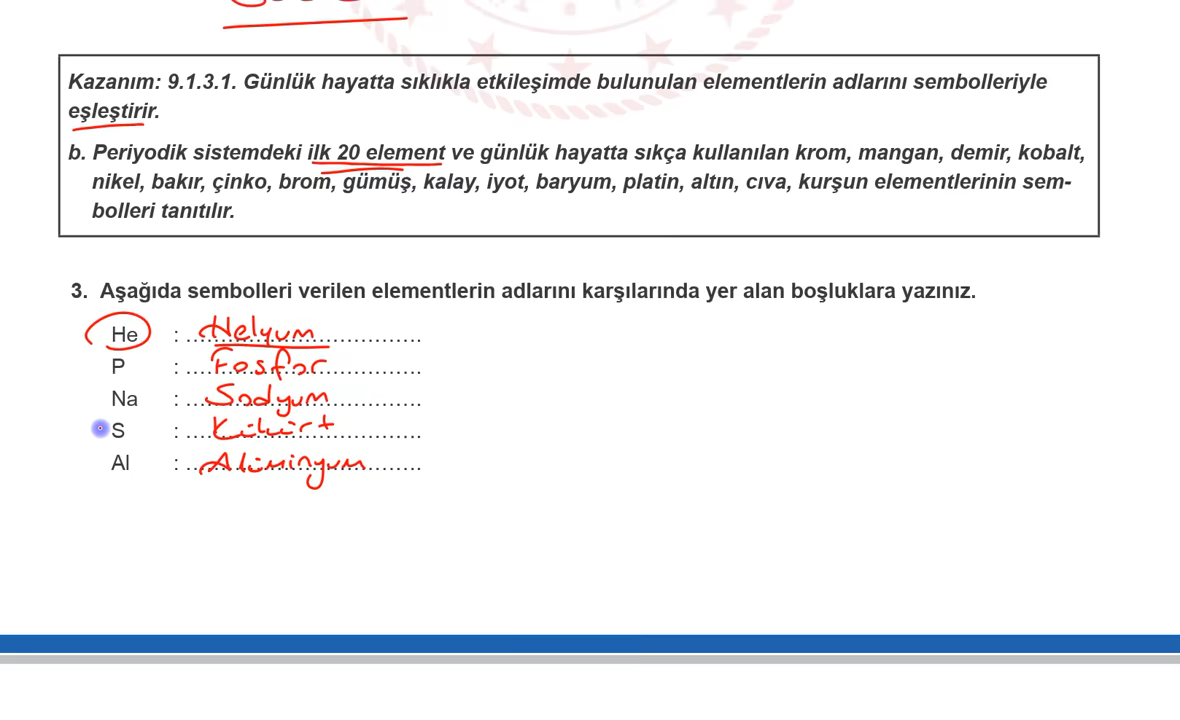 Kazanım: 9.1.3.1. Günlük hayatta sıklıkla etkileşimde bulunulan elementlerin adlarını sembolleriyle
eşleştirir.
b. Periyodik sistemdeki ilk 20 element ve günlük hayatta sıkça kullanılan krom, mangan, demir, kobalt,
nikel, bakır, çinko, brom, gümüş, kalay, iyot, baryum, platin, altın, cıva, kurşun elementlerinin sem-
bolleri tanıtılır.
3. Aşağıda sembolleri verilen elementlerin adlarını karşılarında yer alan boşluklara yazınız.
He : Helyum
P : Fosfor
Na : Sodyum
S : Kükürt
Al : Alüminyum